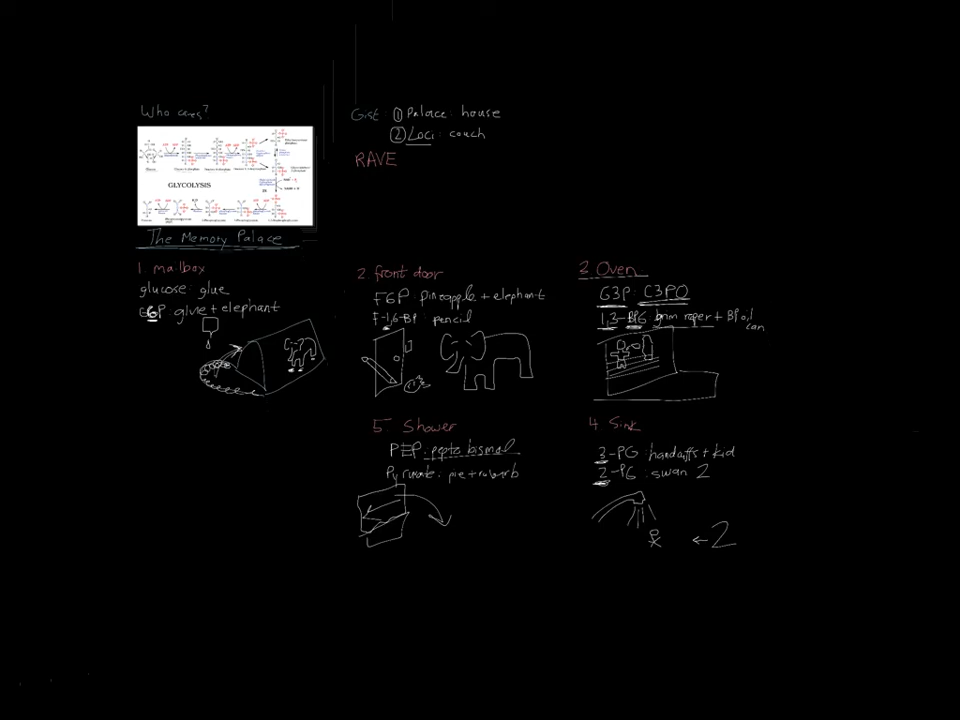 Who cares?
GLYCOLYSIS
The Memory Palace
Gist: ① Palace: house
② Loci: couch
RAVE
1. mailbox
glucose: glue
G6P: glue + elephant
2. front door
F6P: pineapple + elephant
F-1,6-BP: pencil
3. Oven
G3P: C3PO
1,3-BPG: grim reaper + BP oil
can
5. Shower
PEP: pepto bismal
Pyruvate: pie + rubarb
4. Sink
3-PG: handcuffs + kid
2-PG: swan 2
← 2